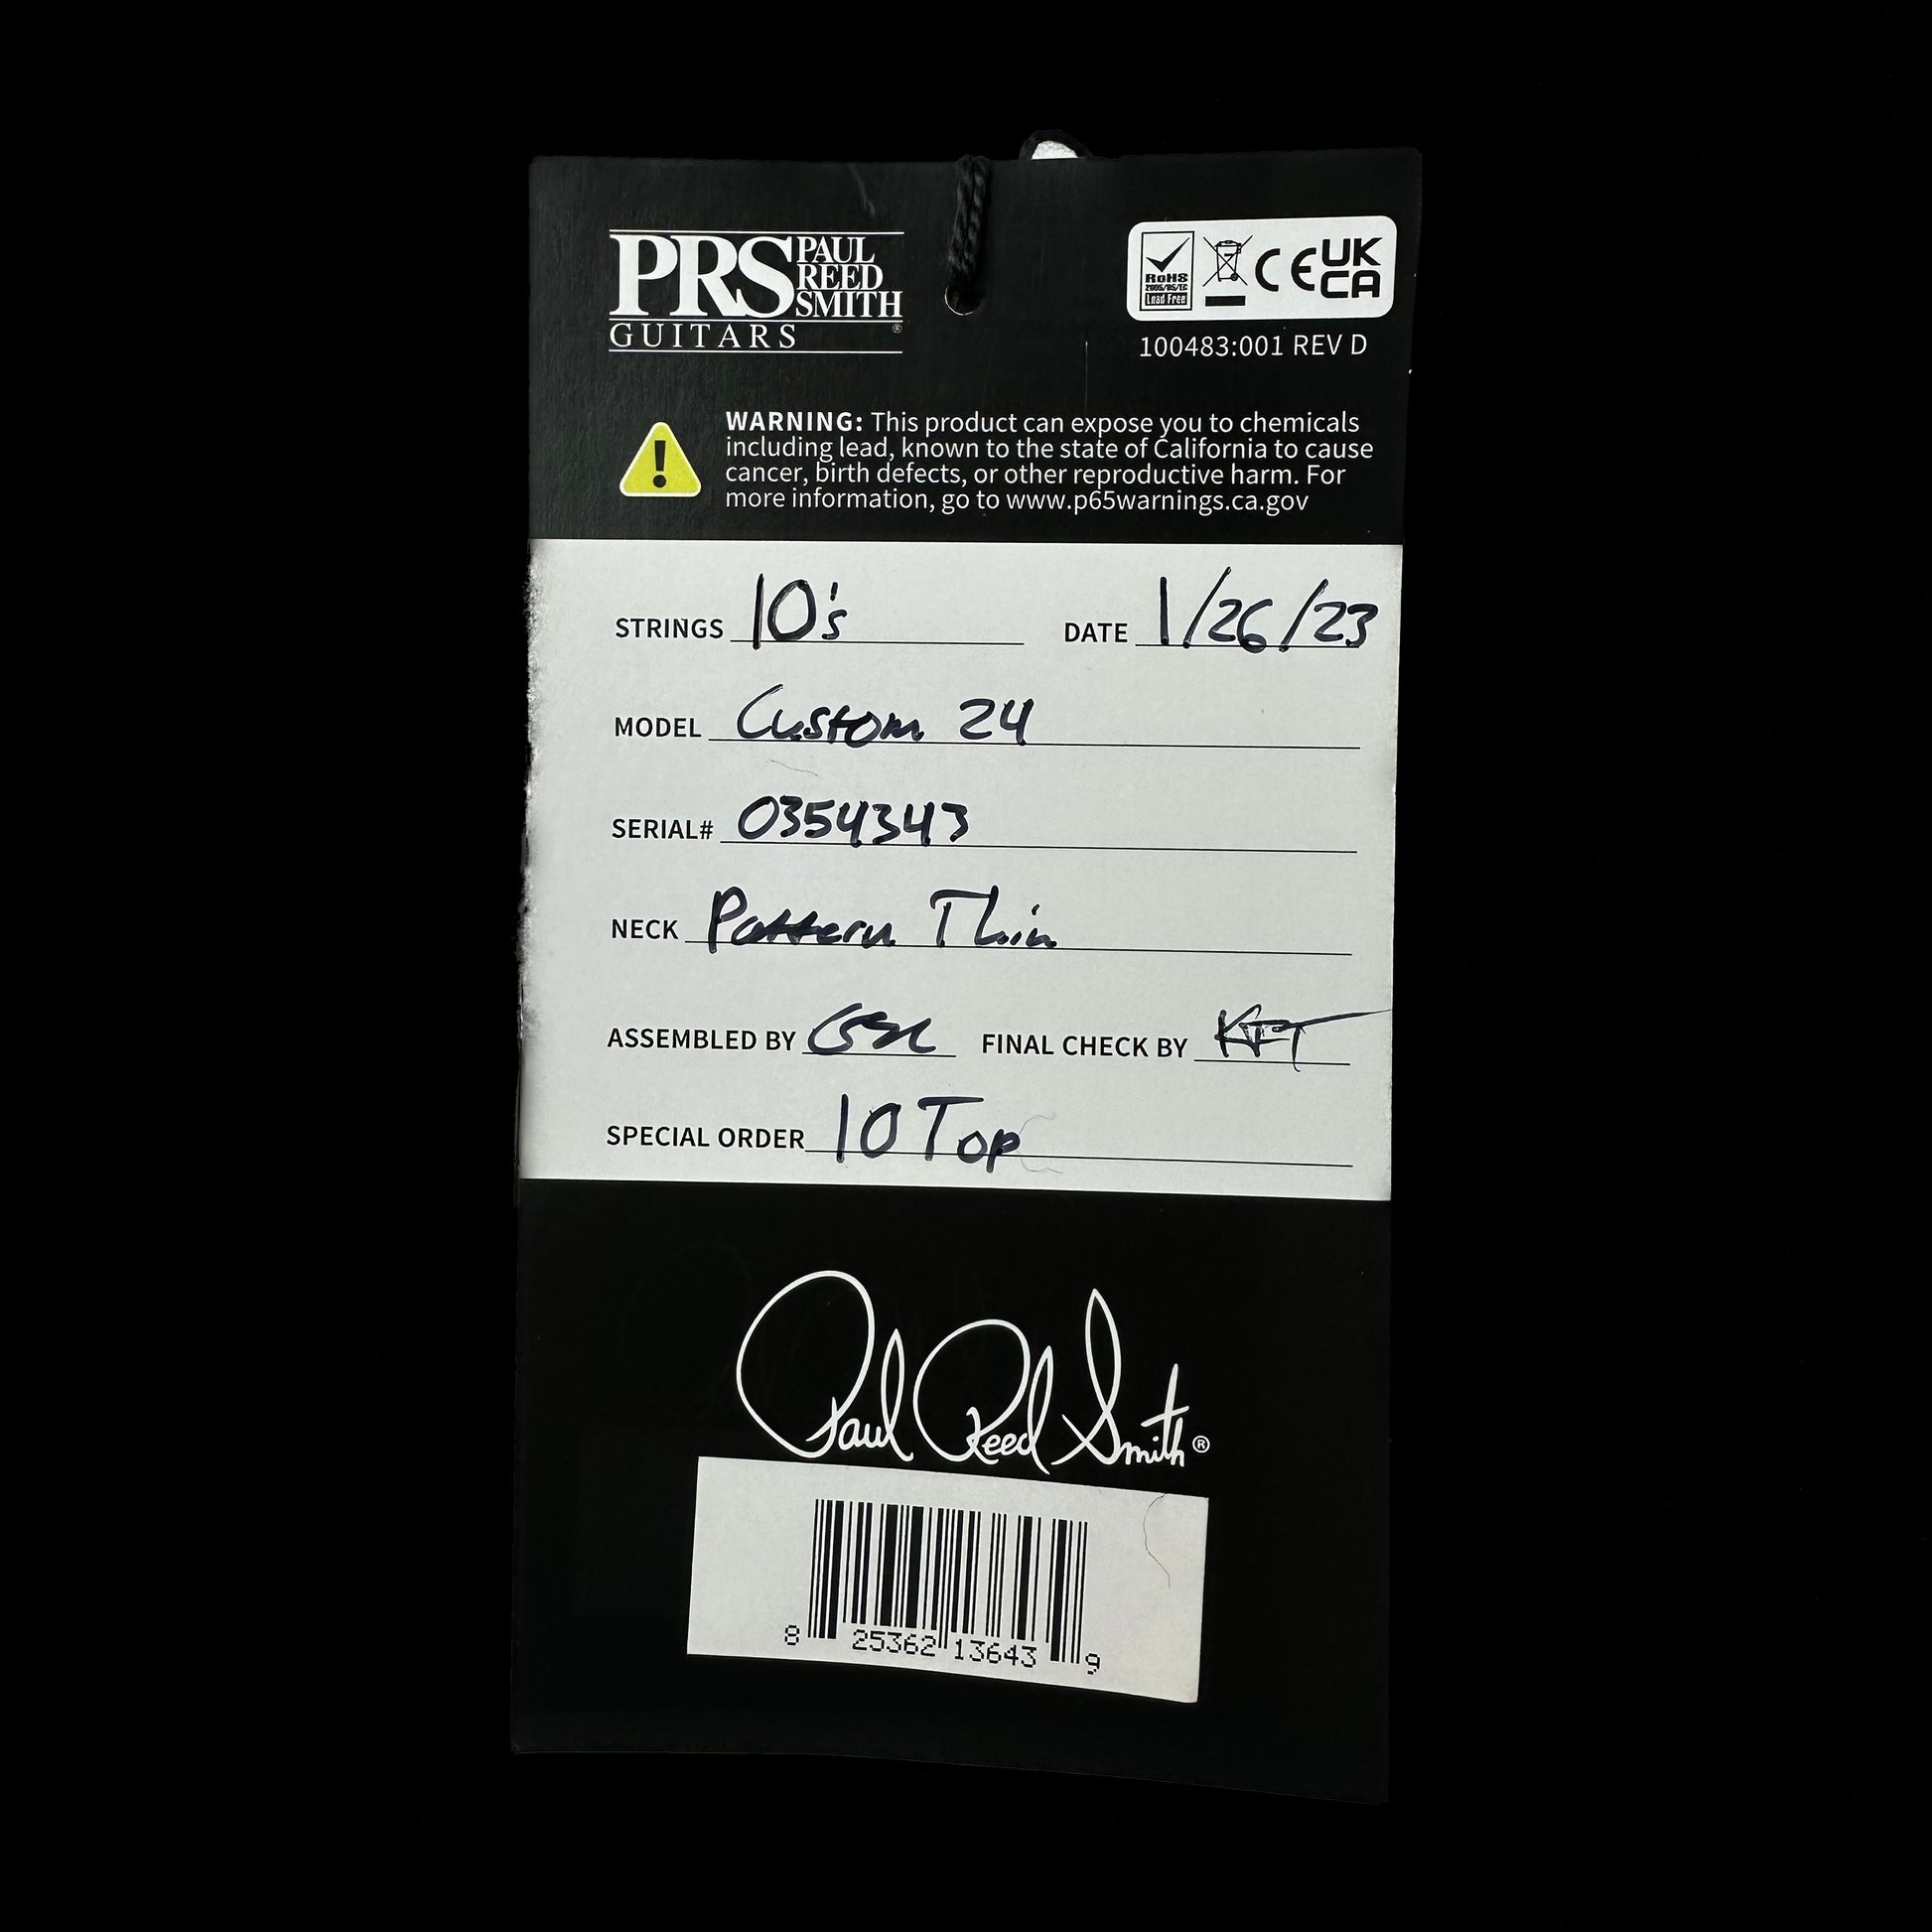 PRS PAUL REED SMITH
GUITARS ®
RoHS
2005/95/EC
Lead Free
CE UK CA
100483:001 REV D
WARNING: This product can expose you to chemicals
including lead, known to the state of California to cause
cancer, birth defects, or other reproductive harm. For
more information, go to www.p65warnings.ca.gov
STRINGS 10's DATE 1/26/23
MODEL Custom 24
SERIAL# 0354343
NECK Pattern Thin
ASSEMBLED BY FINAL CHECK BY
SPECIAL ORDER 10 Top
Paul Reed Smith ®
8 25362 13643 9